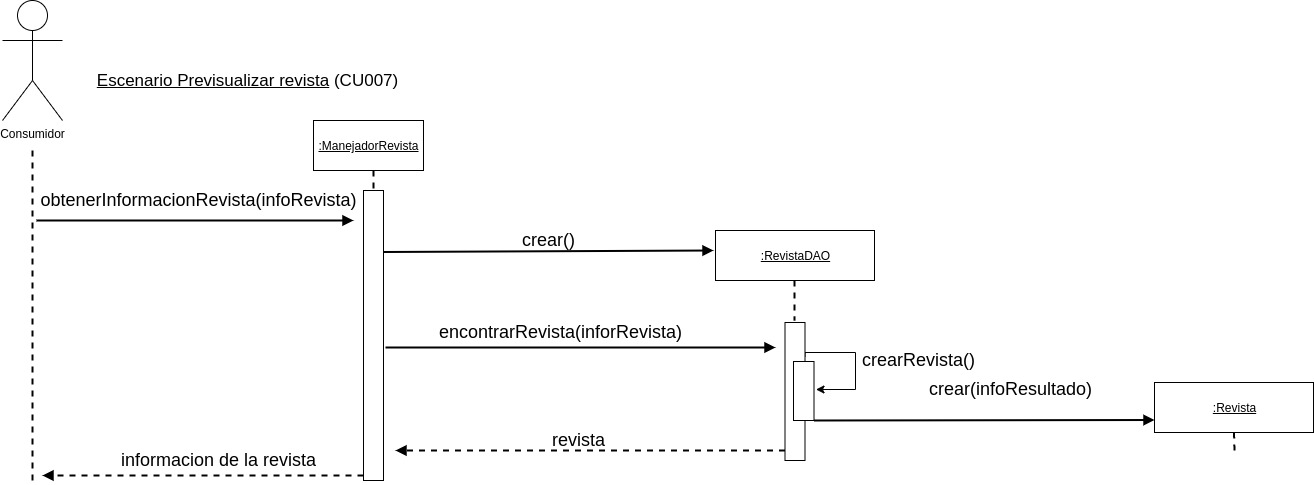 Escenario Previsualizar revista (CU007)
Consumidor
:ManejadorRevista
obtenerInformacionRevista(infoRevista)
crear()
:RevistaDAO
encontrarRevista(inforRevista)
crearRevista()
crear(infoResultado)
:Revista
revista
informacion de la revista